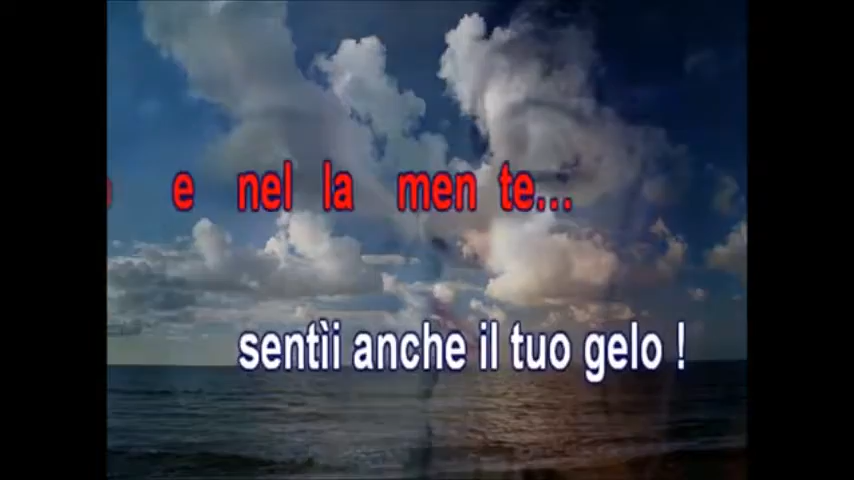 e nel la men te...
sentìi anche il tuo gelo !